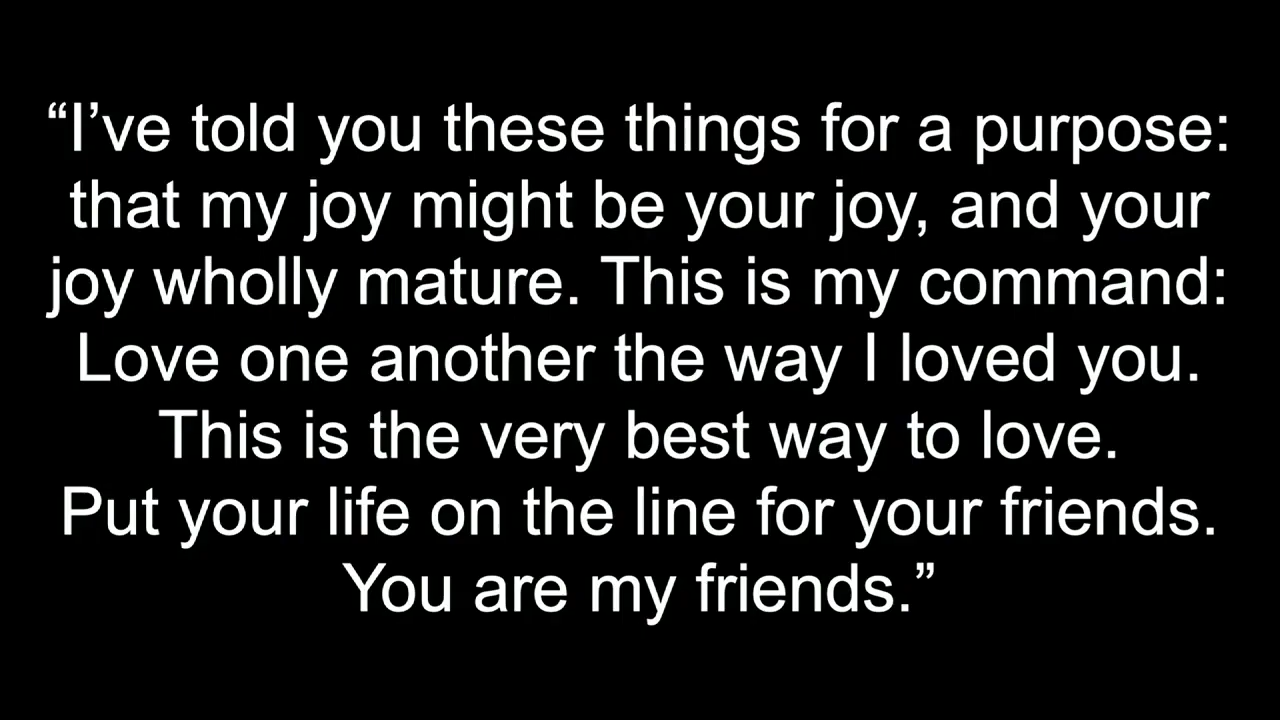 “I’ve told you these things for a purpose:
that my joy might be your joy, and your
joy wholly mature. This is my command:
Love one another the way I loved you.
This is the very best way to love.
Put your life on the line for your friends.
You are my friends.”